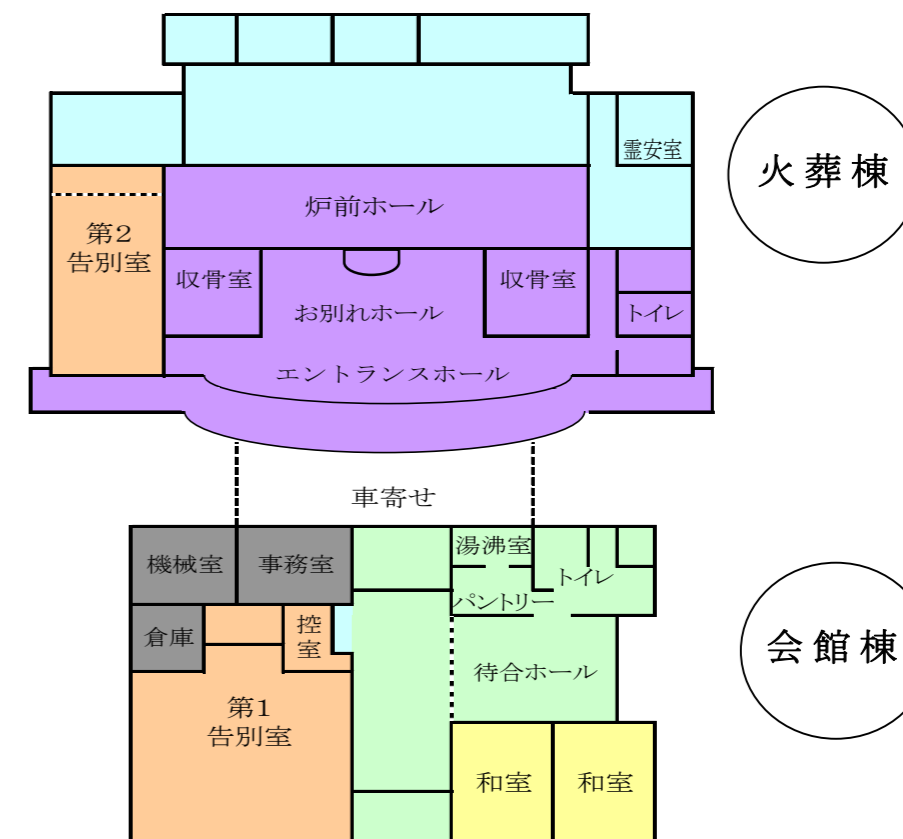 霊安室
火葬棟
炉前ホール
第2
告別室
収骨室
収骨室
お別れホール
トイレ
エントランスホール
車寄せ
湯沸室
機械室
事務室
トイレ
パントリー
控
室
倉庫
会館棟
待合ホール
第1
告別室
和室
和室